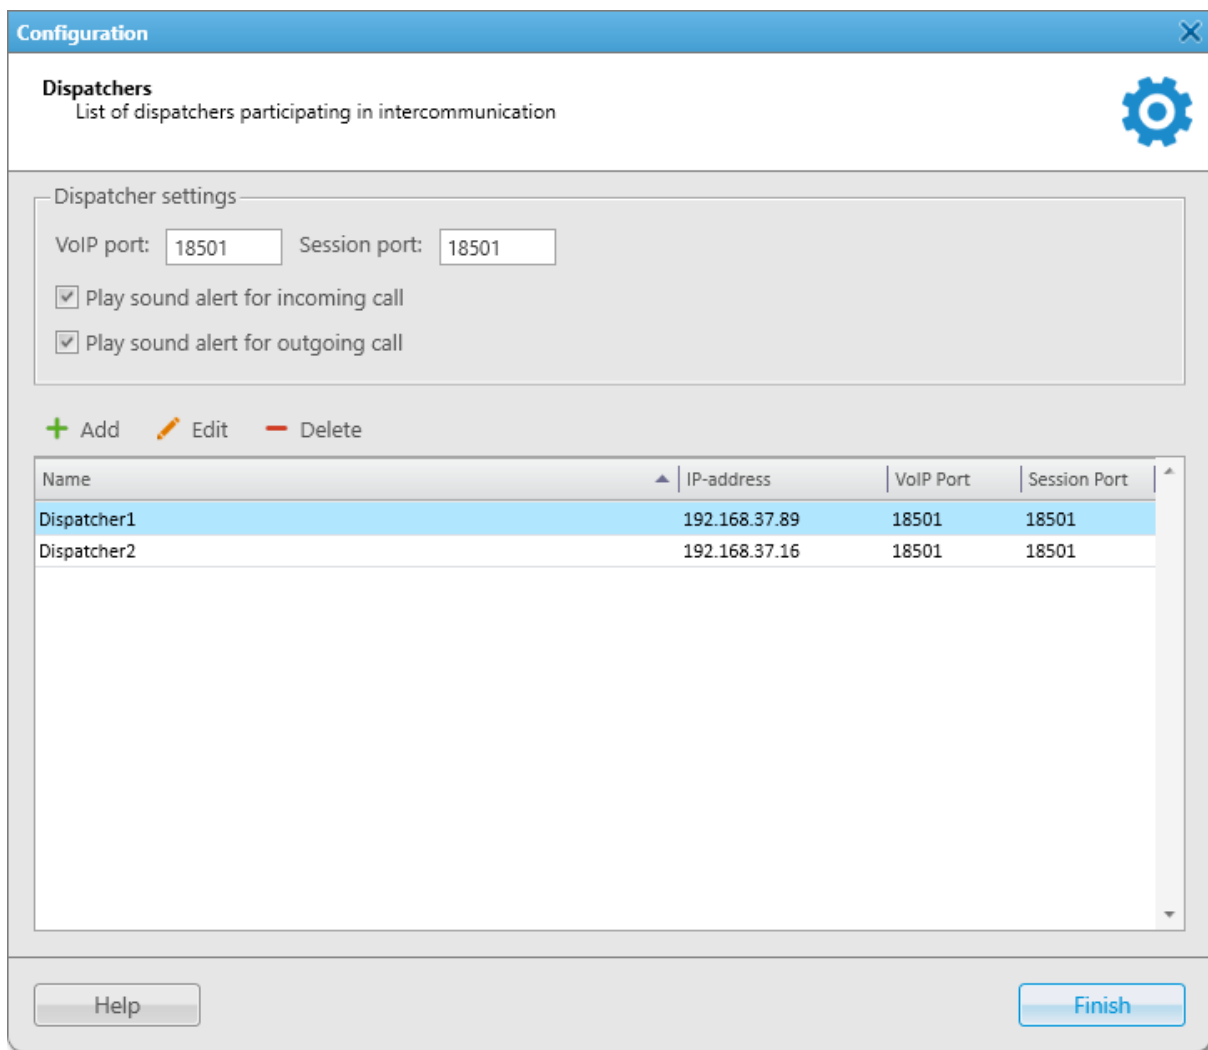 Configuration
Dispatchers
List of dispatchers participating in intercommunication
Dispatcher settings
VoIP port: 18501 Session port: 18501
Play sound alert for incoming call
Play sound alert for outgoing call
Add Edit Delete
Name IP-address VoIP Port Session Port
Dispatcher1 192.168.37.89 18501 18501
Dispatcher2 192.168.37.16 18501 18501
Help Finish